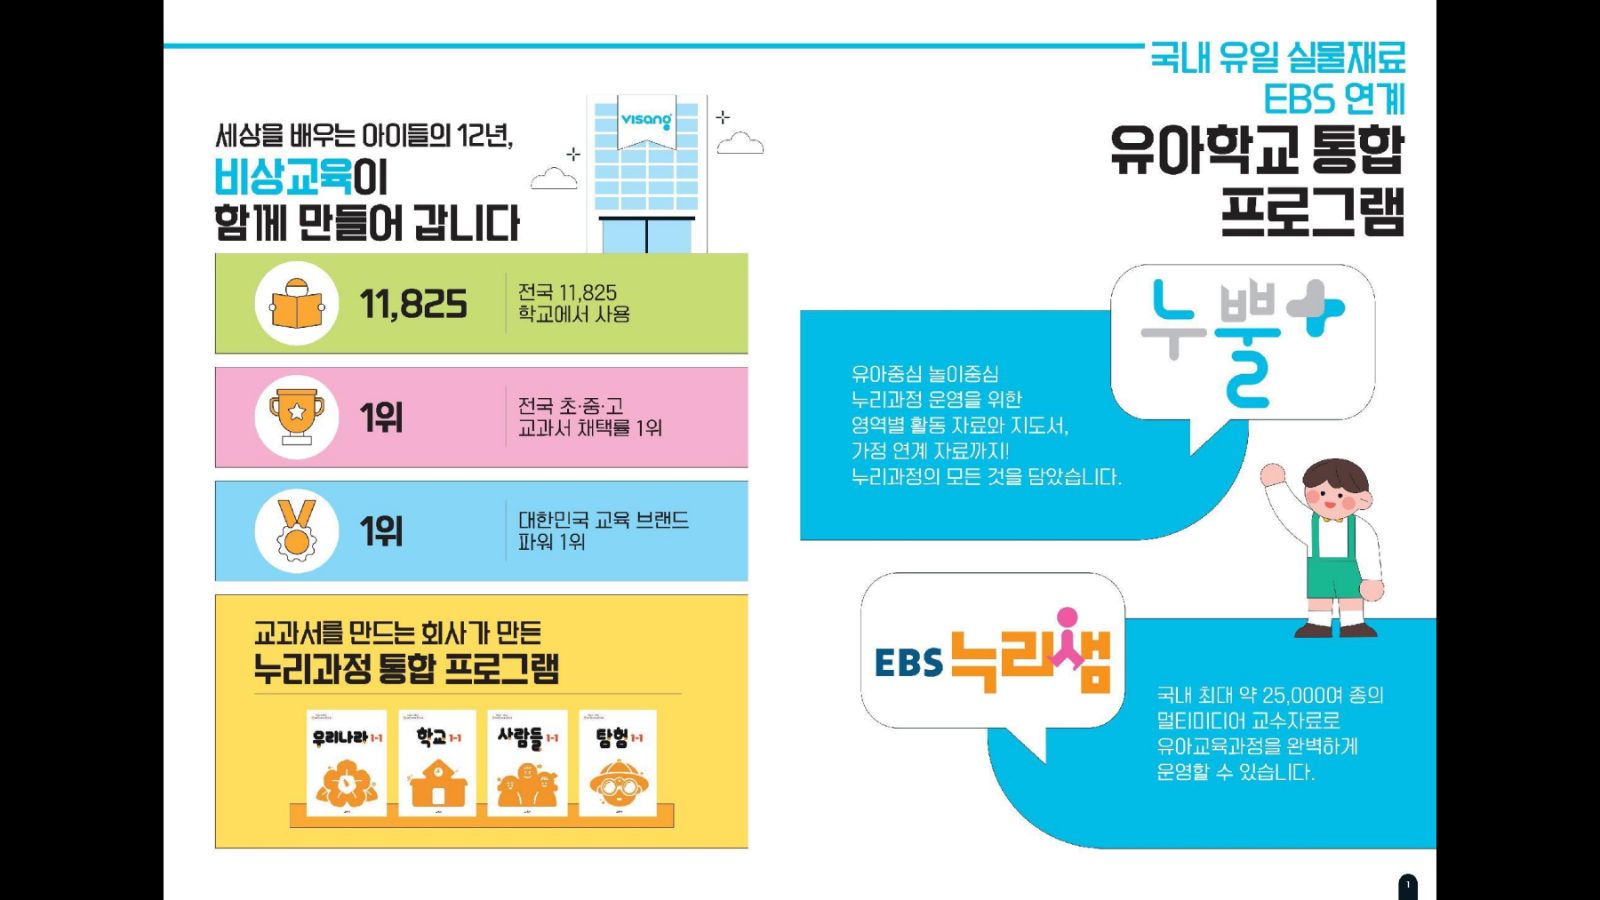 세상을 배우는 아이들의 12년,
비상교육이
함께 만들어 갑니다
visang
11,825
전국 11,825
학교에서 사용
1위
전국 초·중·고
교과서 채택률 1위
1위
대한민국 교육 브랜드
파워 1위
교과서를 만드는 회사가 만든
누리과정 통합 프로그램
우리나라 1-1
학교 1-1
사람들 1-1
탐험 1-1
국내 유일 실물재료
EBS 연계
유아학교 통합
프로그램
누뿔+
유아중심 놀이중심
누리과정 운영을 위한
영역별 활동 자료와 지도서,
가정 연계 자료까지!
누리과정의 모든 것을 담았습니다.
EBS 누리샘
국내 최대 약 25,000여 종의
멀티미디어 교수자료로
유아교육과정을 완벽하게
운영할 수 있습니다.
1